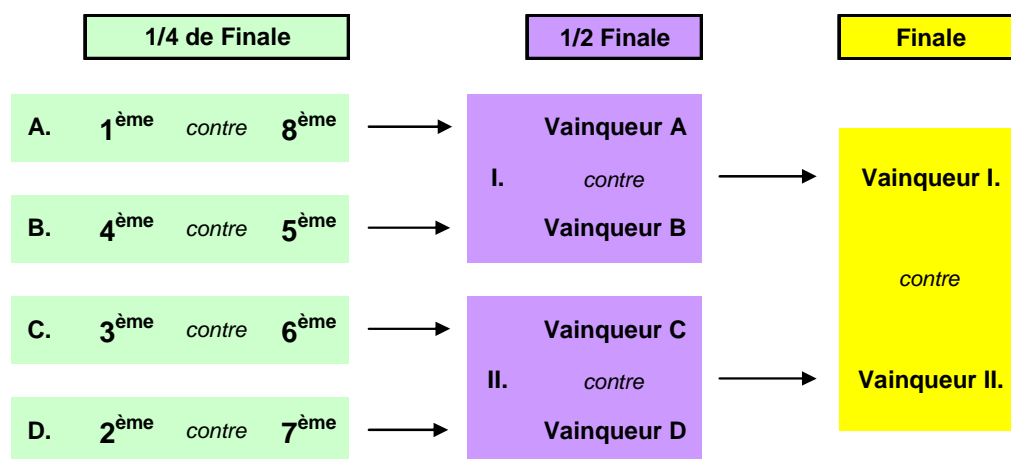 1/4 de Finale
1/2 Finale
Finale
A. 1ème contre 8ème
B. 4ème contre 5ème
C. 3ème contre 6ème
D. 2ème contre 7ème
Vainqueur A
I. contre
Vainqueur B
Vainqueur C
II. contre
Vainqueur D
Vainqueur I.
contre
Vainqueur II.